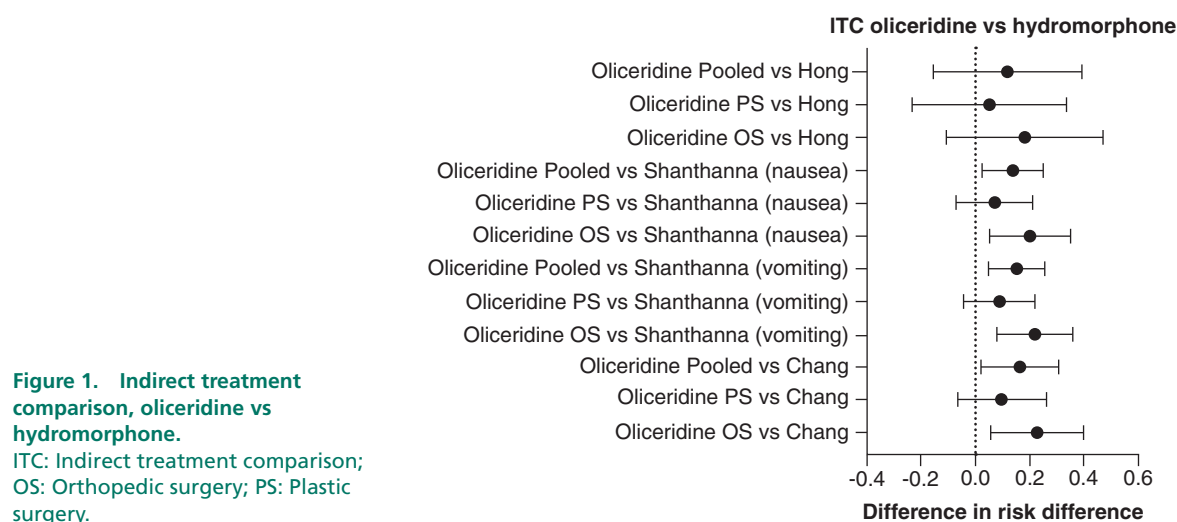 ITC oliceridine vs hydromorphone
Oliceridine Pooled vs Hong
Oliceridine PS vs Hong
Oliceridine OS vs Hong
Oliceridine Pooled vs Shanthanna (nausea)
Oliceridine PS vs Shanthanna (nausea)
Oliceridine OS vs Shanthanna (nausea)
Oliceridine Pooled vs Shanthanna (vomiting)
Oliceridine PS vs Shanthanna (vomiting)
Oliceridine OS vs Shanthanna (vomiting)
Oliceridine Pooled vs Chang
Oliceridine PS vs Chang
Oliceridine OS vs Chang
-0.4 -0.2 0.0 0.2 0.4 0.6
Difference in risk difference
Figure 1. Indirect treatment
comparison, oliceridine vs
hydromorphone.
ITC: Indirect treatment comparison;
OS: Orthopedic surgery; PS: Plastic
surgery.